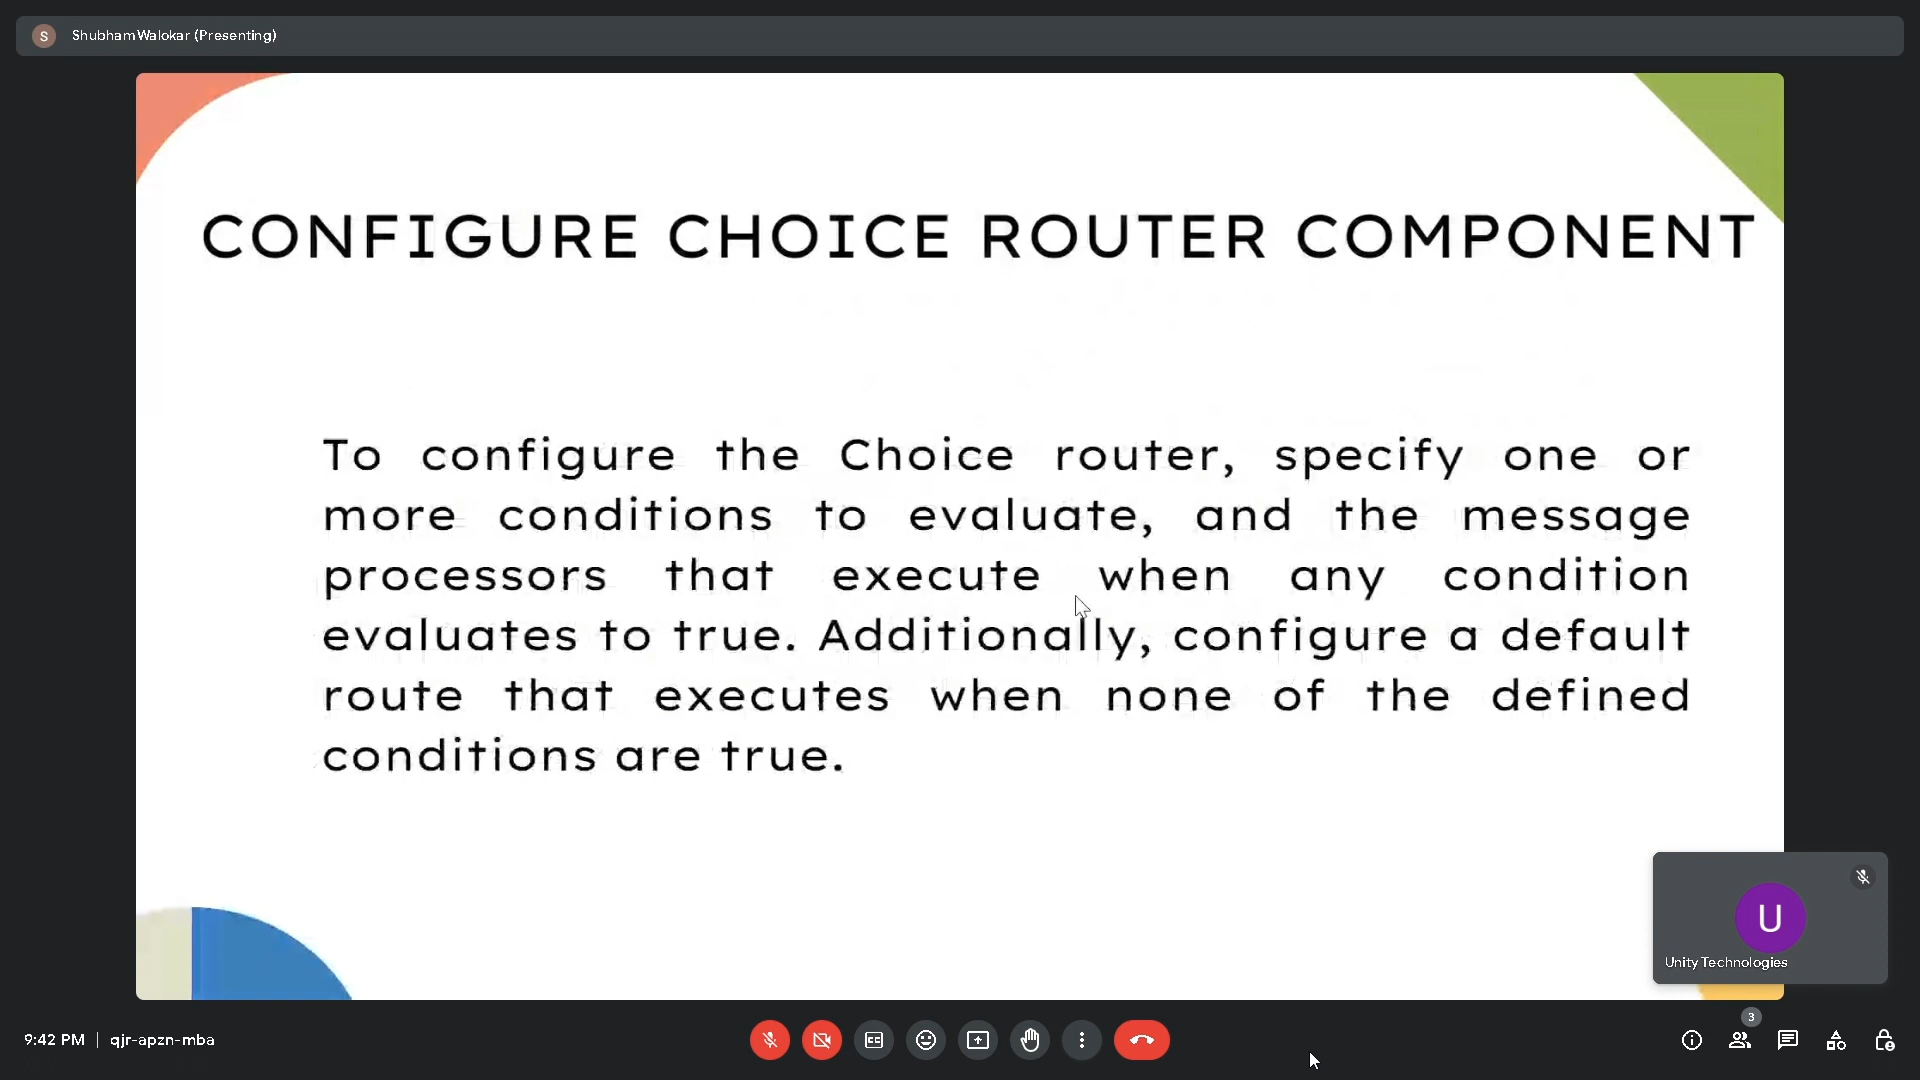 S ShubhamWalokar (Presenting)
CONFIGURE CHOICE ROUTER COMPONENT
To configure the Choice router, specify one or
more conditions to evaluate, and the message
processors that execute when any condition
evaluates to true. Additionally, configure a default
route that executes when none of the defined
conditions are true.
U
Unity Technologies
9:42 PM | qjr-apzn-mba
3